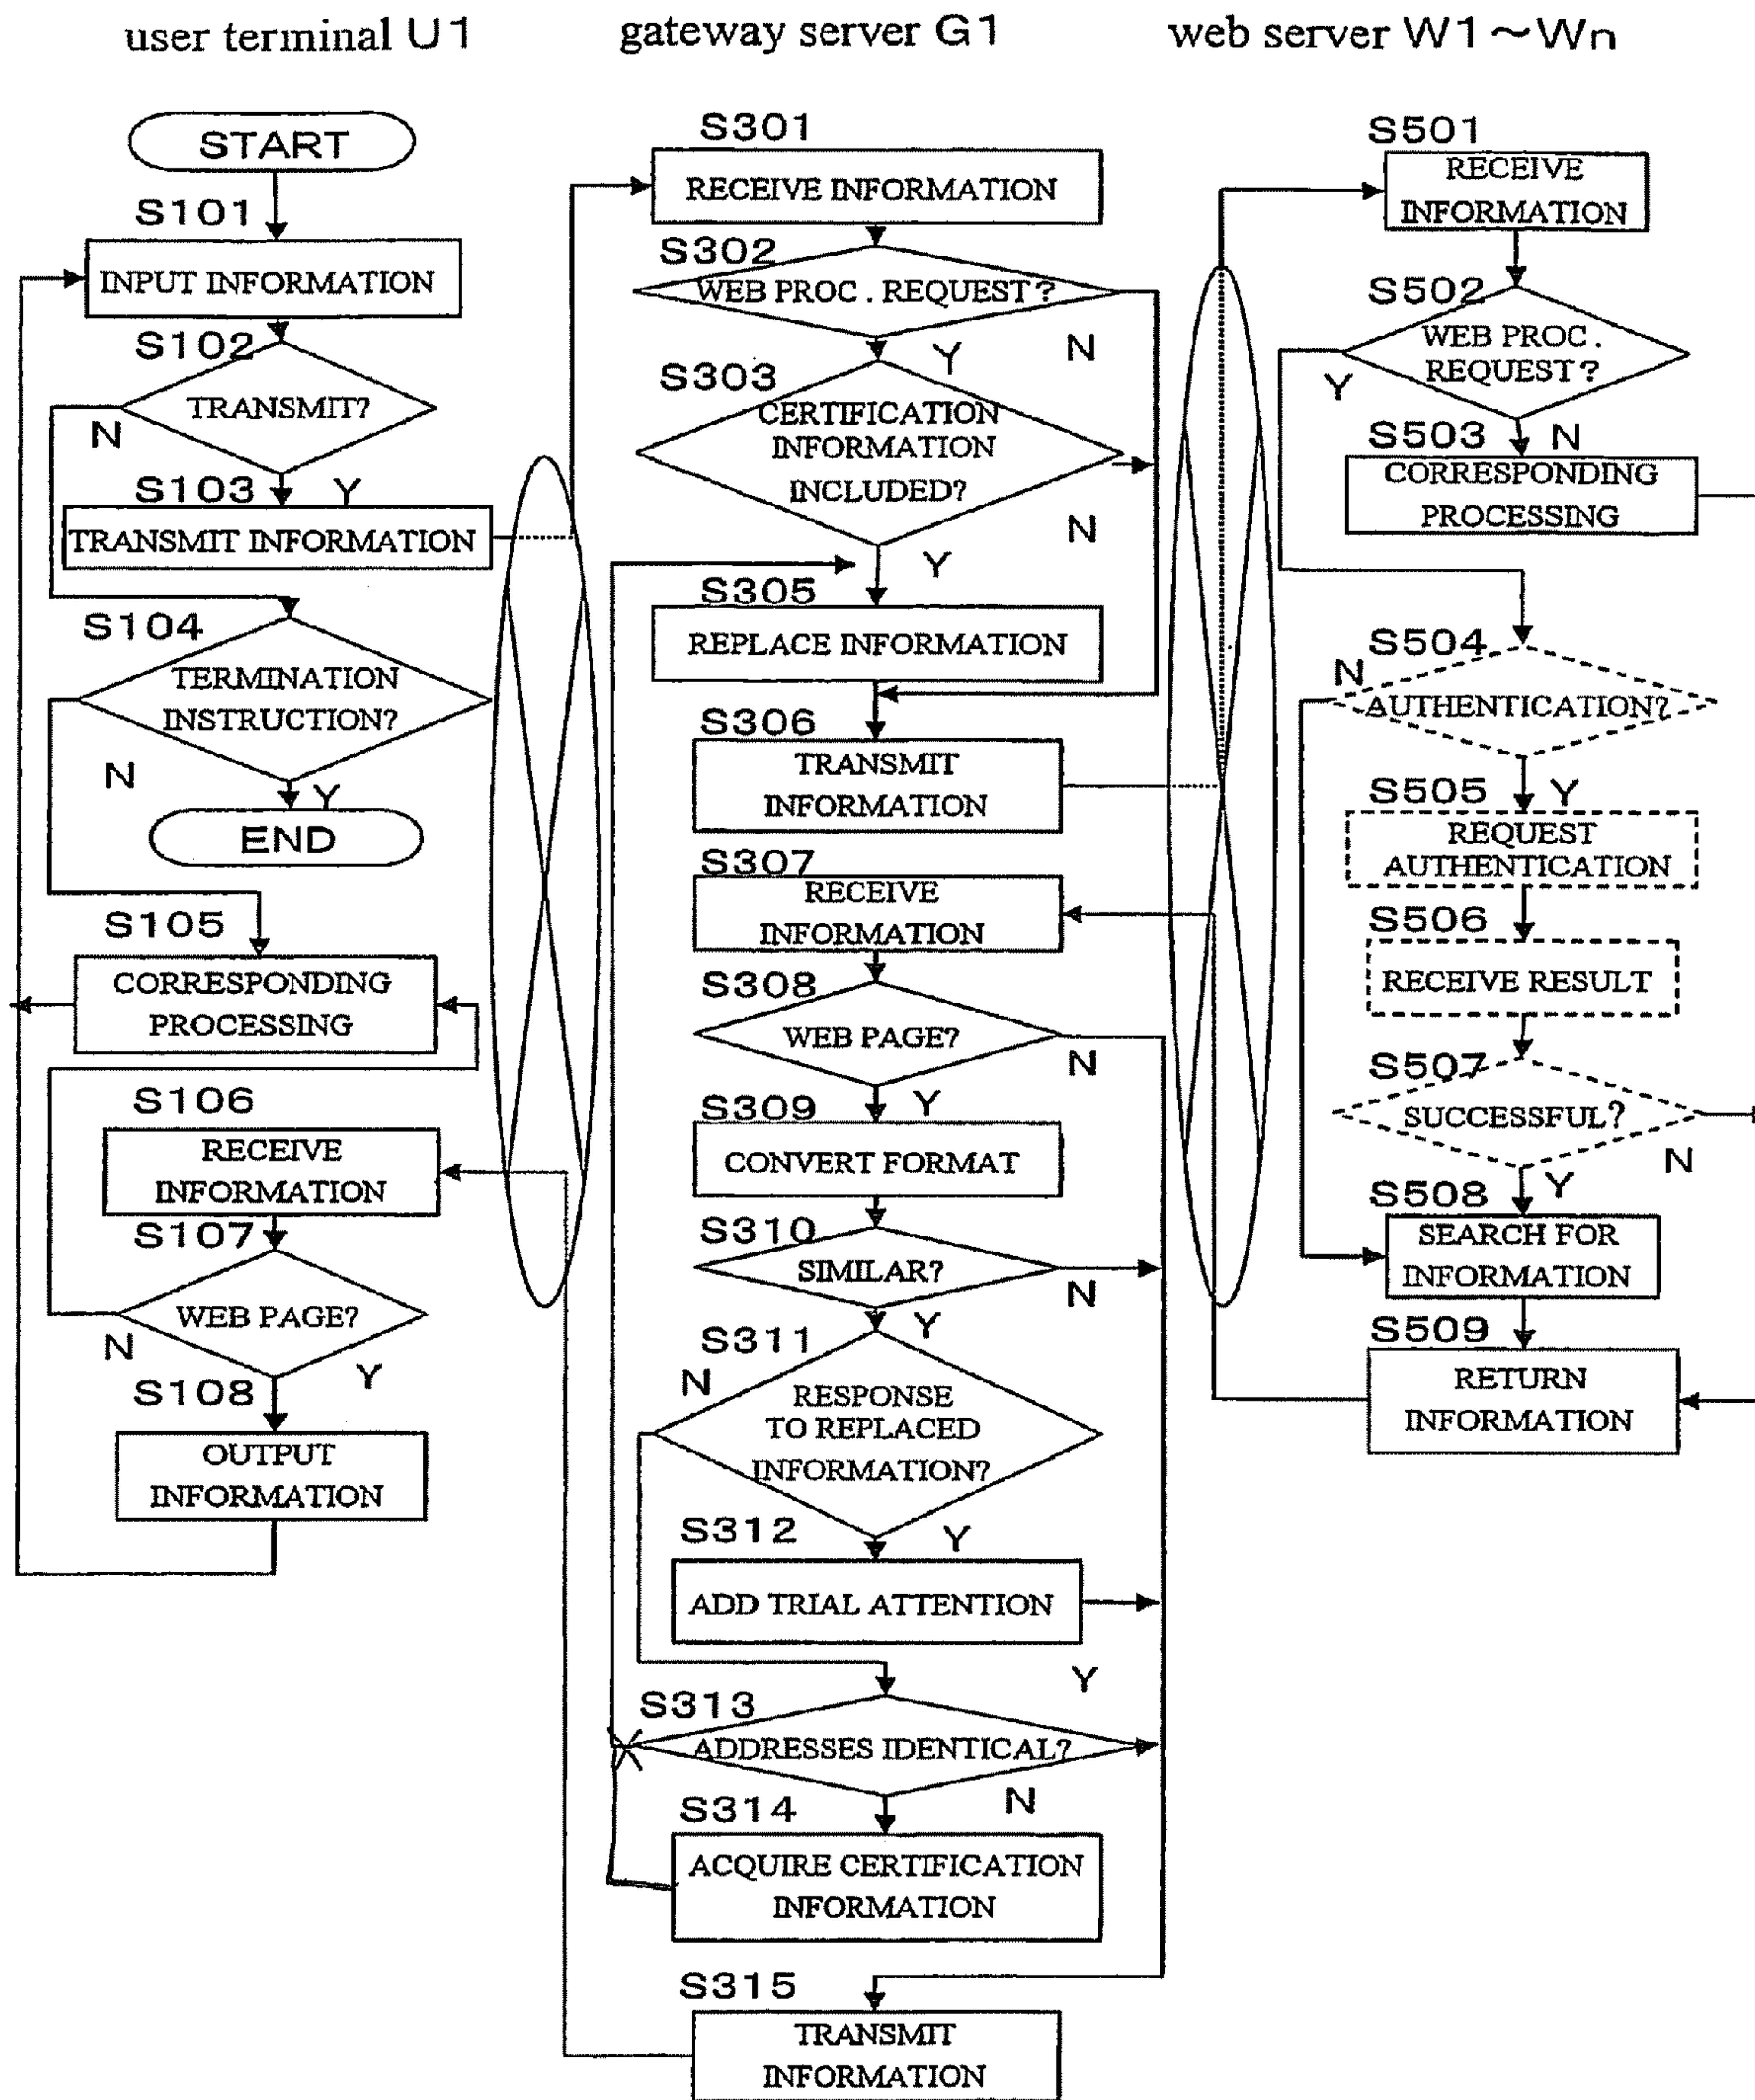 user terminal U1
START
S101
INPUT INFORMATION
S102
TRANSMIT?
N
S103
Y
TRANSMIT INFORMATION
S104
TERMINATION
INSTRUCTION?
N
Y
END
S105
CORRESPONDING
PROCESSING
S106
RECEIVE
INFORMATION
S107
WEB PAGE?
N
Y
S108
OUTPUT
INFORMATION
gateway server G1
S301
RECEIVE INFORMATION
S302
WEB PROC. REQUEST?
Y
N
S303
CERTIFICATION
INFORMATION
INCLUDED?
N
Y
S305
REPLACE INFORMATION
S306
TRANSMIT
INFORMATION
S307
RECEIVE
INFORMATION
S308
WEB PAGE?
N
Y
S309
CONVERT FORMAT
S310
SIMILAR?
N
Y
S311
N
RESPONSE
TO REPLACED
INFORMATION?
S312
Y
ADD TRIAL ATTENTION
Y
S313
ADDRESSES IDENTICAL?
N
S314
ACQUIRE CERTIFICATION
INFORMATION
S315
TRANSMIT
INFORMATION
web server W1~Wn
S501
RECEIVE
INFORMATION
S502
WEB PROC.
REQUEST?
Y
S503
N
CORRESPONDING
PROCESSING
S504
N
AUTHENTICATION?
S505
Y
REQUEST
AUTHENTICATION
S506
RECEIVE RESULT
S507
SUCCESSFUL?
N
Y
S508
SEARCH FOR
INFORMATION
S509
RETURN
INFORMATION